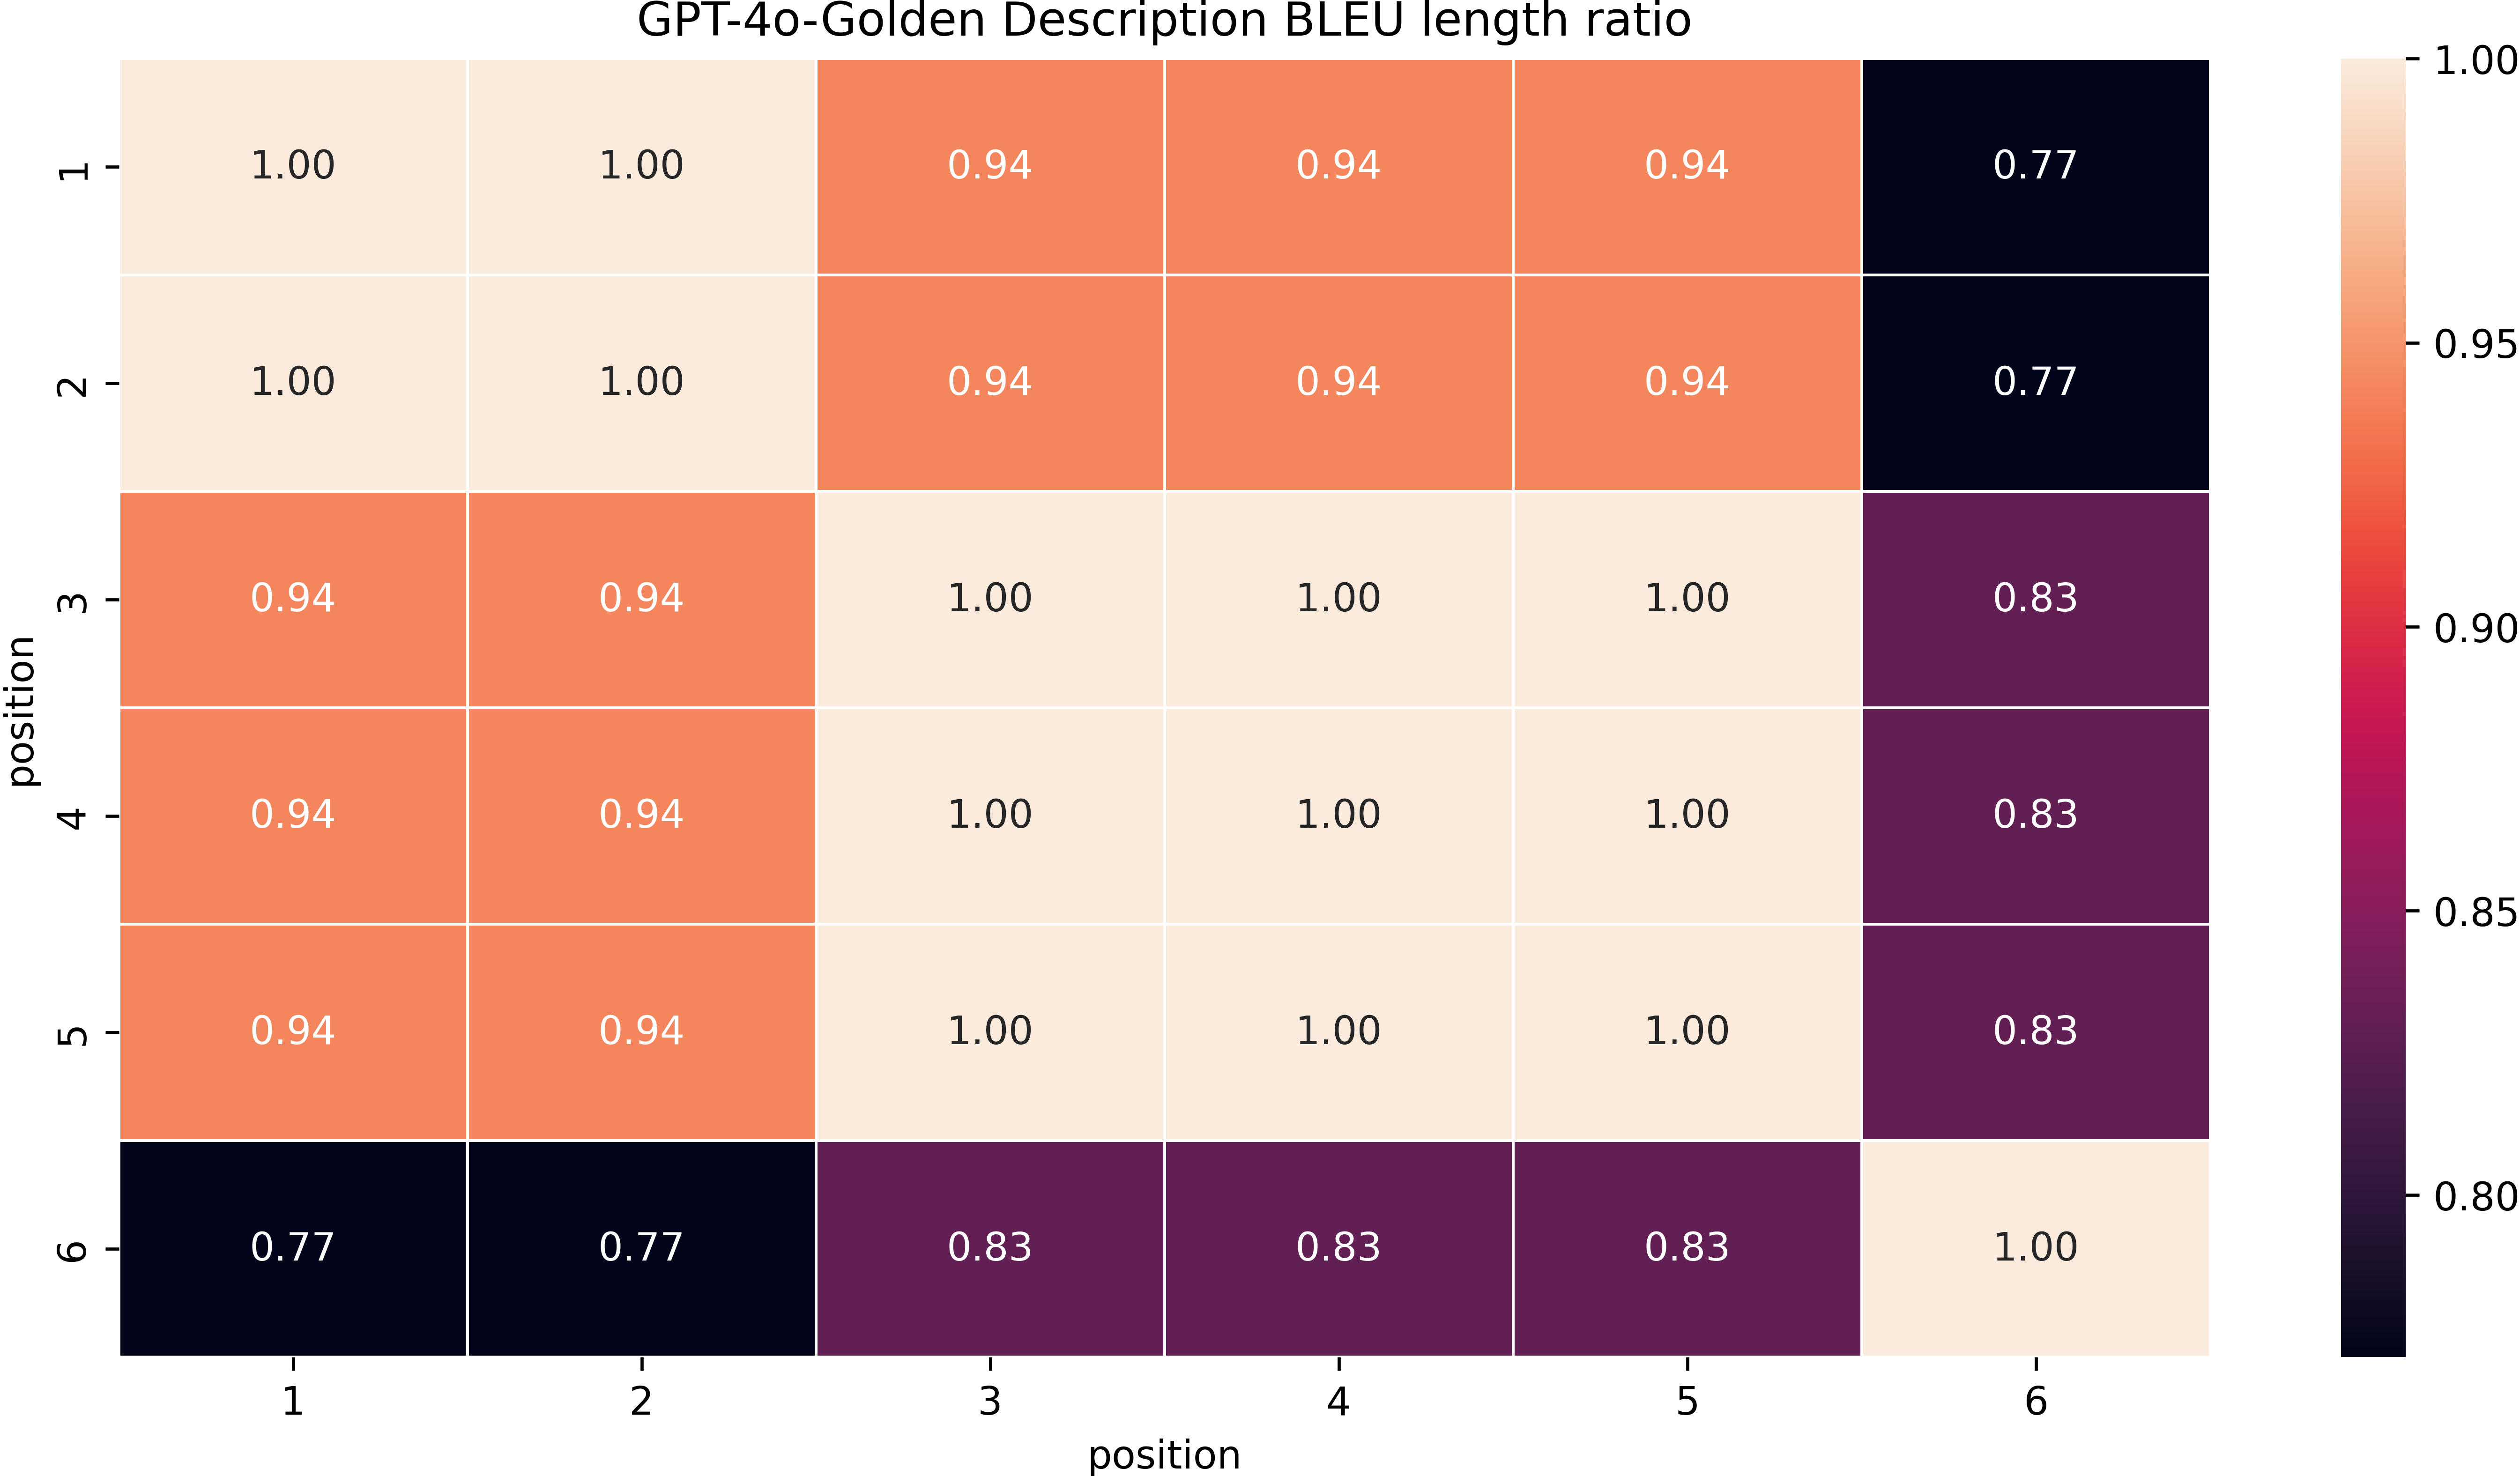 GPT-4o-Golden Description BLEU length ratio
1 1.00 1.00 0.94 0.94 0.94 0.77
2 1.00 1.00 0.94 0.94 0.94 0.77
3 0.94 0.94 1.00 1.00 1.00 0.83
4 0.94 0.94 1.00 1.00 1.00 0.83
5 0.94 0.94 1.00 1.00 1.00 0.83
6 0.77 0.77 0.83 0.83 0.83 1.00
position
1 2 3 4 5 6
position
1.00
0.95
0.90
0.85
0.80